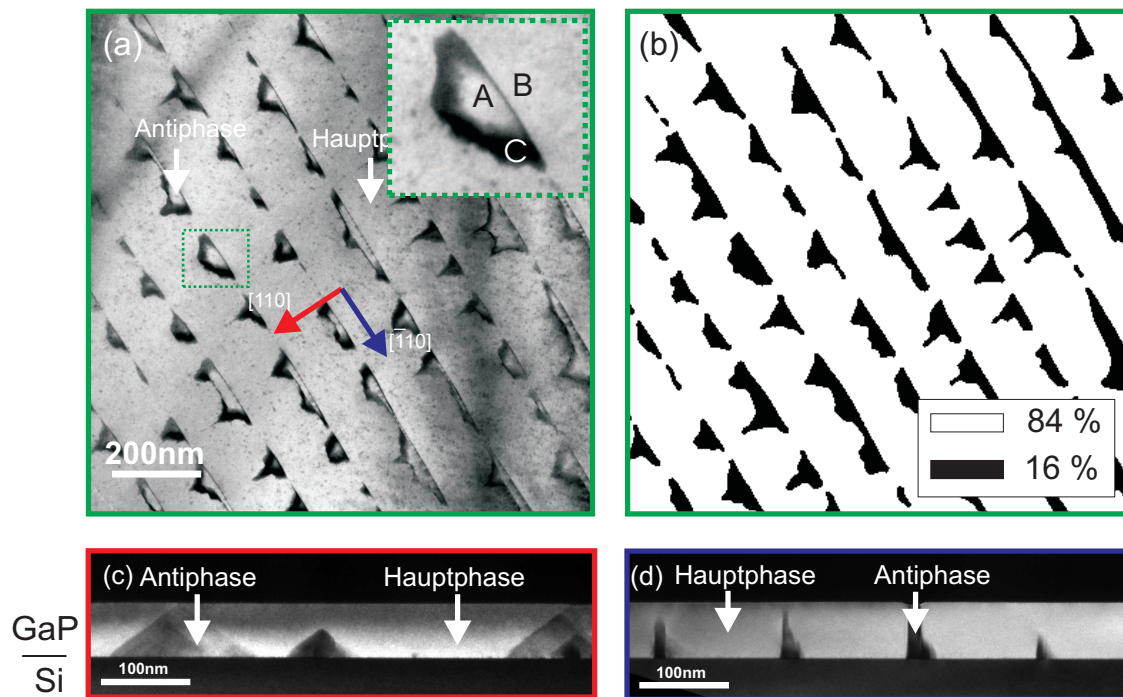 (a)
Antiphase
Hauptp
A
B
C
[110]
[1̅10]
200nm
(b)
84 %
16 %
(c)
Antiphase
Hauptphase
100nm
(d)
Hauptphase
Antiphase
100nm
GaP
Si